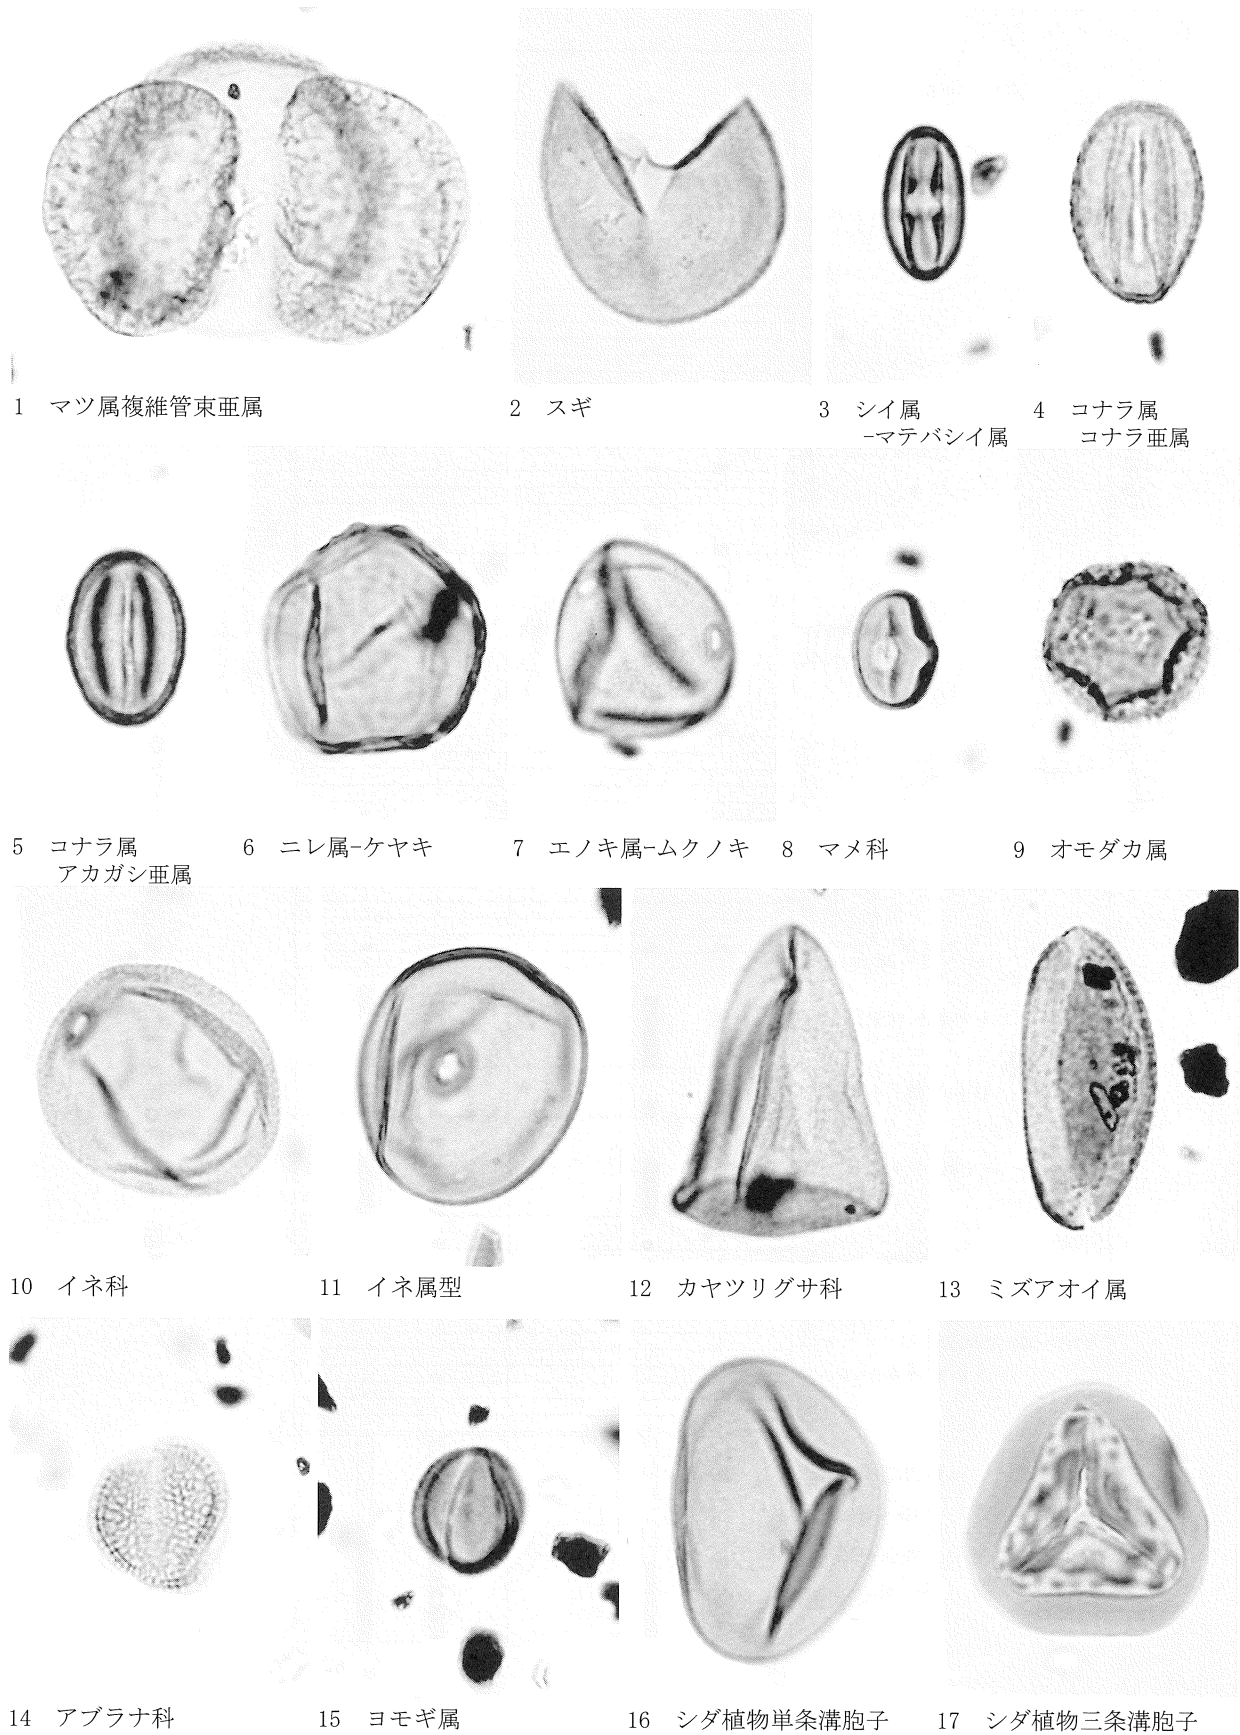 1 マツ属複維管束亜属
2 スギ
3 シイ属
-マテバシイ属
4 コナラ属
コナラ亜属
5 コナラ属
アカガシ亜属
6 ニレ属-ケヤキ
7 エノキ属-ムクノキ
8 マメ科
9 オモダカ属
10 イネ科
11 イネ属型
12 カヤツリグサ科
13 ミズアオイ属
14 アブラナ科
15 ヨモギ属
16 シダ植物単条溝胞子
17 シダ植物三条溝胞子